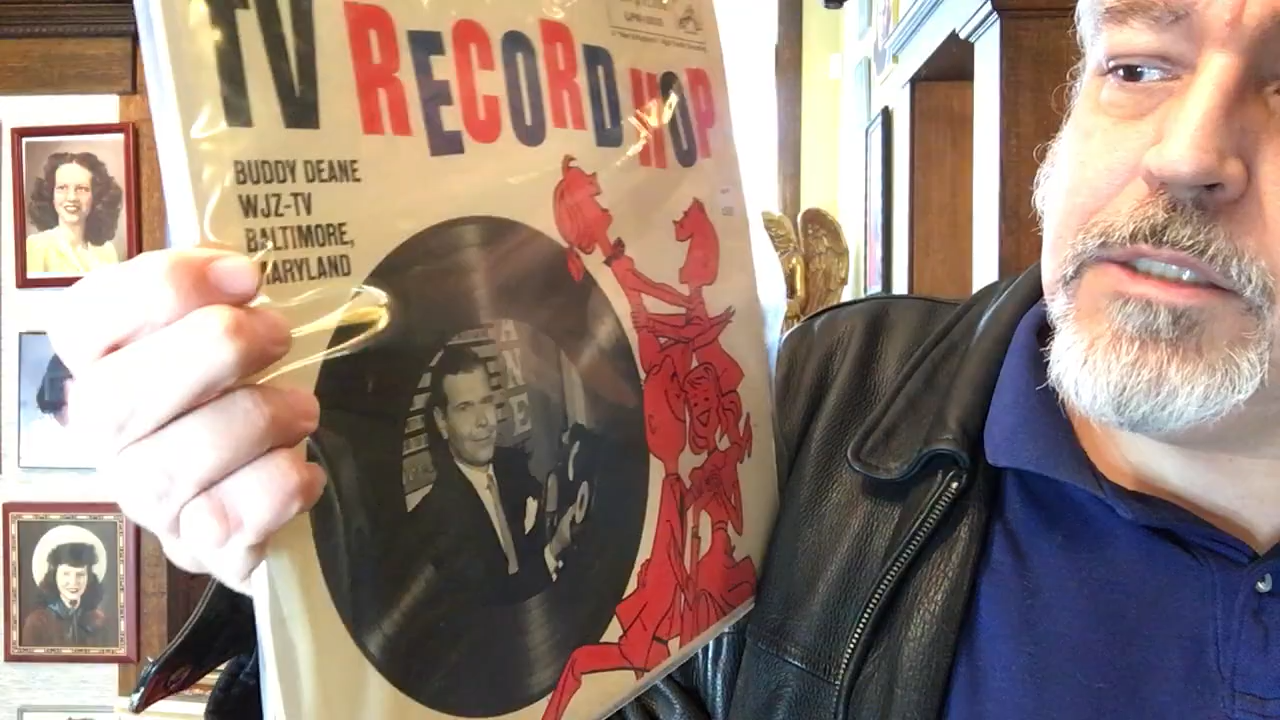 TV RECORD HOP
BUDDY DEANE
WJZ-TV
BALTIMORE,
MARYLAND